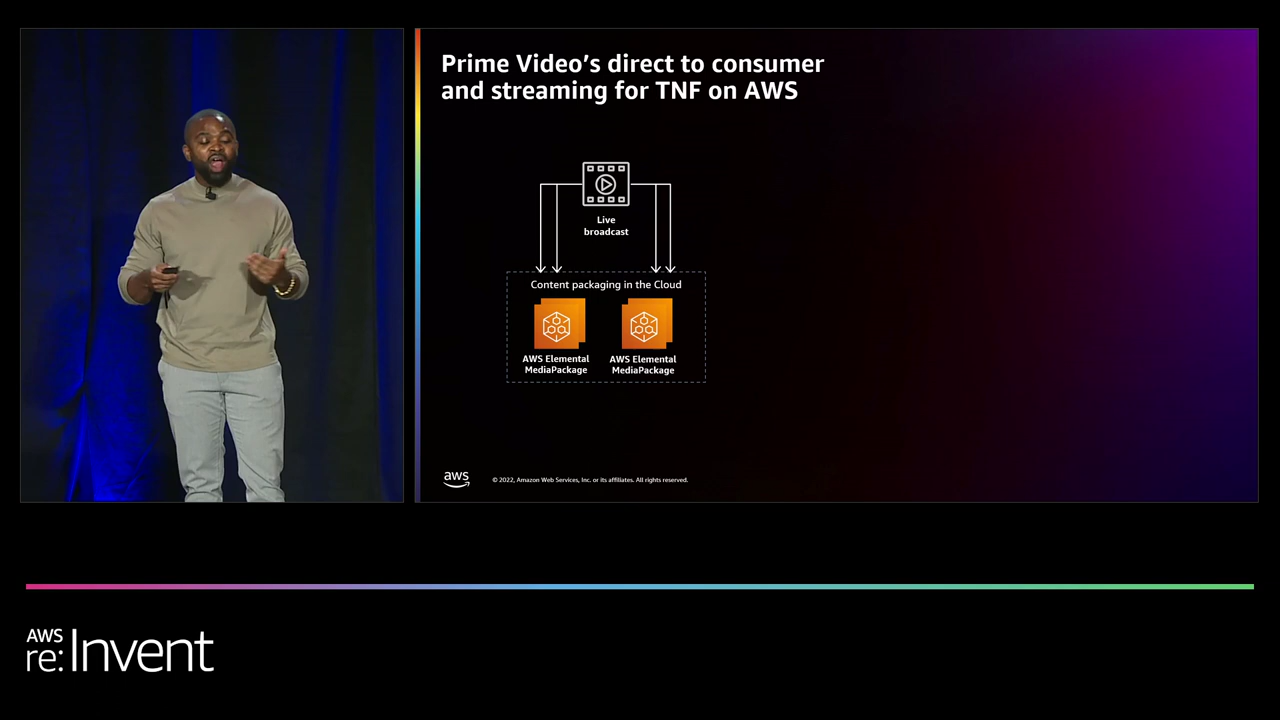 Prime Video's direct to consumer
and streaming for TNF on AWS
Live
broadcast
Content packaging in the Cloud
AWS Elemental
MediaPackage
AWS Elemental
MediaPackage
aws
© 2022, Amazon Web Services, Inc. or its affiliates. All rights reserved.
AWS
re:Invent